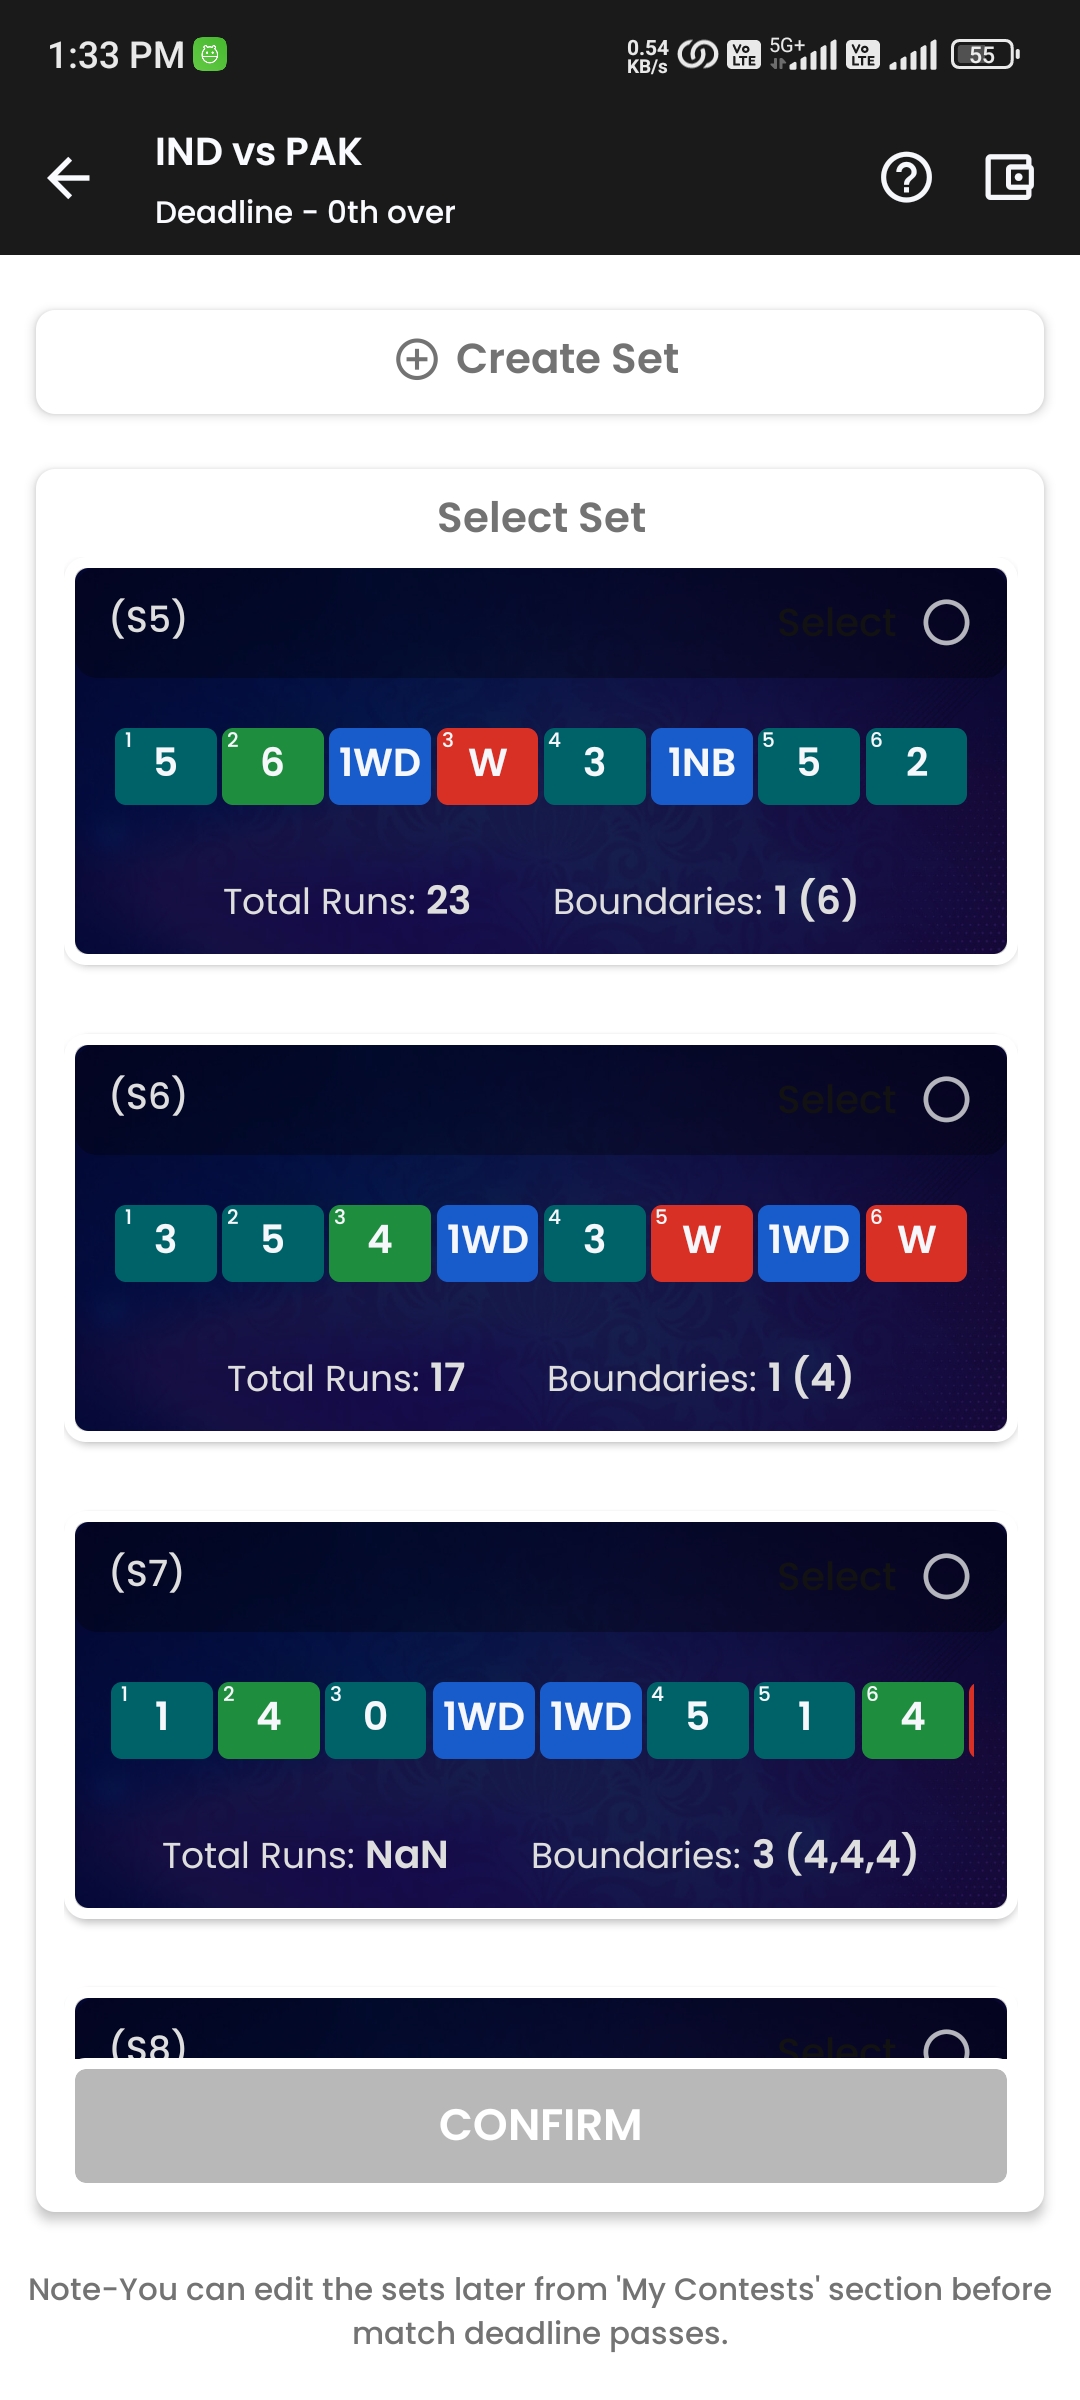 1:33 PM
0.54 KB/s Vo LTE 5G+ Vo LTE 55
IND vs PAK
Deadline - 0th over
Create Set
Select Set
(S5) Select
1 5 2 6 1WD 3 W 4 3 1NB 5 5 6 2
Total Runs: 23 Boundaries: 1 (6)
(S6) Select
1 3 2 5 3 4 1WD 4 3 5 W 1WD 6 W
Total Runs: 17 Boundaries: 1 (4)
(S7) Select
1 1 2 4 3 0 1WD 1WD 4 5 5 1 6 4
Total Runs: NaN Boundaries: 3 (4,4,4)
(S8) Select
CONFIRM
Note-You can edit the sets later from 'My Contests' section before
match deadline passes.